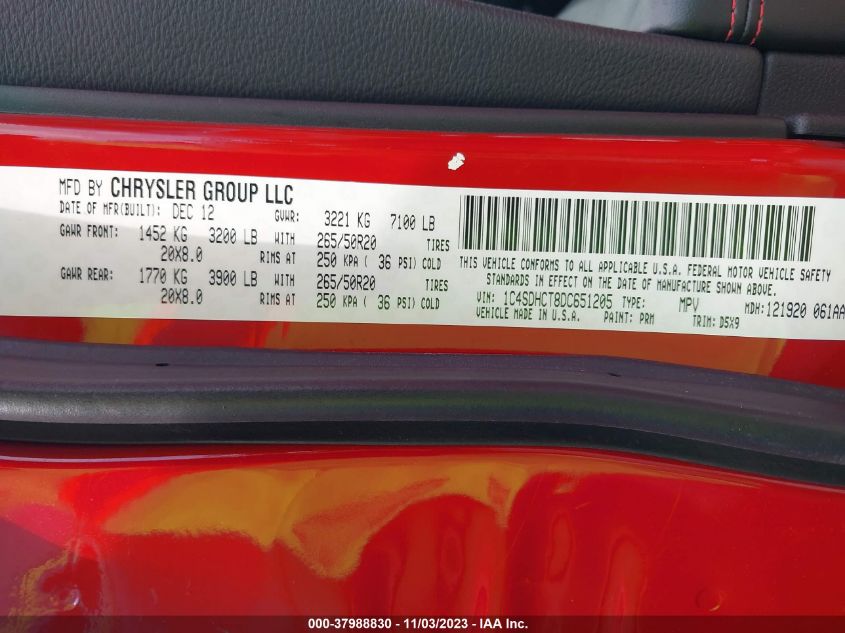 MFD BY CHRYSLER GROUP LLC
DATE OF MFR(BUILT): DEC 12 GVWR: 3221 KG 7100 LB
GAWR FRONT: 1452 KG 3200 LB WITH 265/50R20 TIRES
20X8.0 RIMS AT 250 KPA ( 36 PSI) COLD
GAWR REAR: 1770 KG 3900 LB WITH 265/50R20 TIRES
20X8.0 RIMS AT 250 KPA ( 36 PSI) COLD
THIS VEHICLE CONFORMS TO ALL APPLICABLE U.S.A. FEDERAL MOTOR VEHICLE SAFETY
STANDARDS IN EFFECT ON THE DATE OF MANUFACTURE SHOWN ABOVE.
VIN: 1C4SDHCT8DC651205 TYPE: MPV MDH:121920 061AA
VEHICLE MADE IN U.S.A. PAINT: PRM TRIM: D5X9
000-37988830 - 11/03/2023 - IAA Inc.